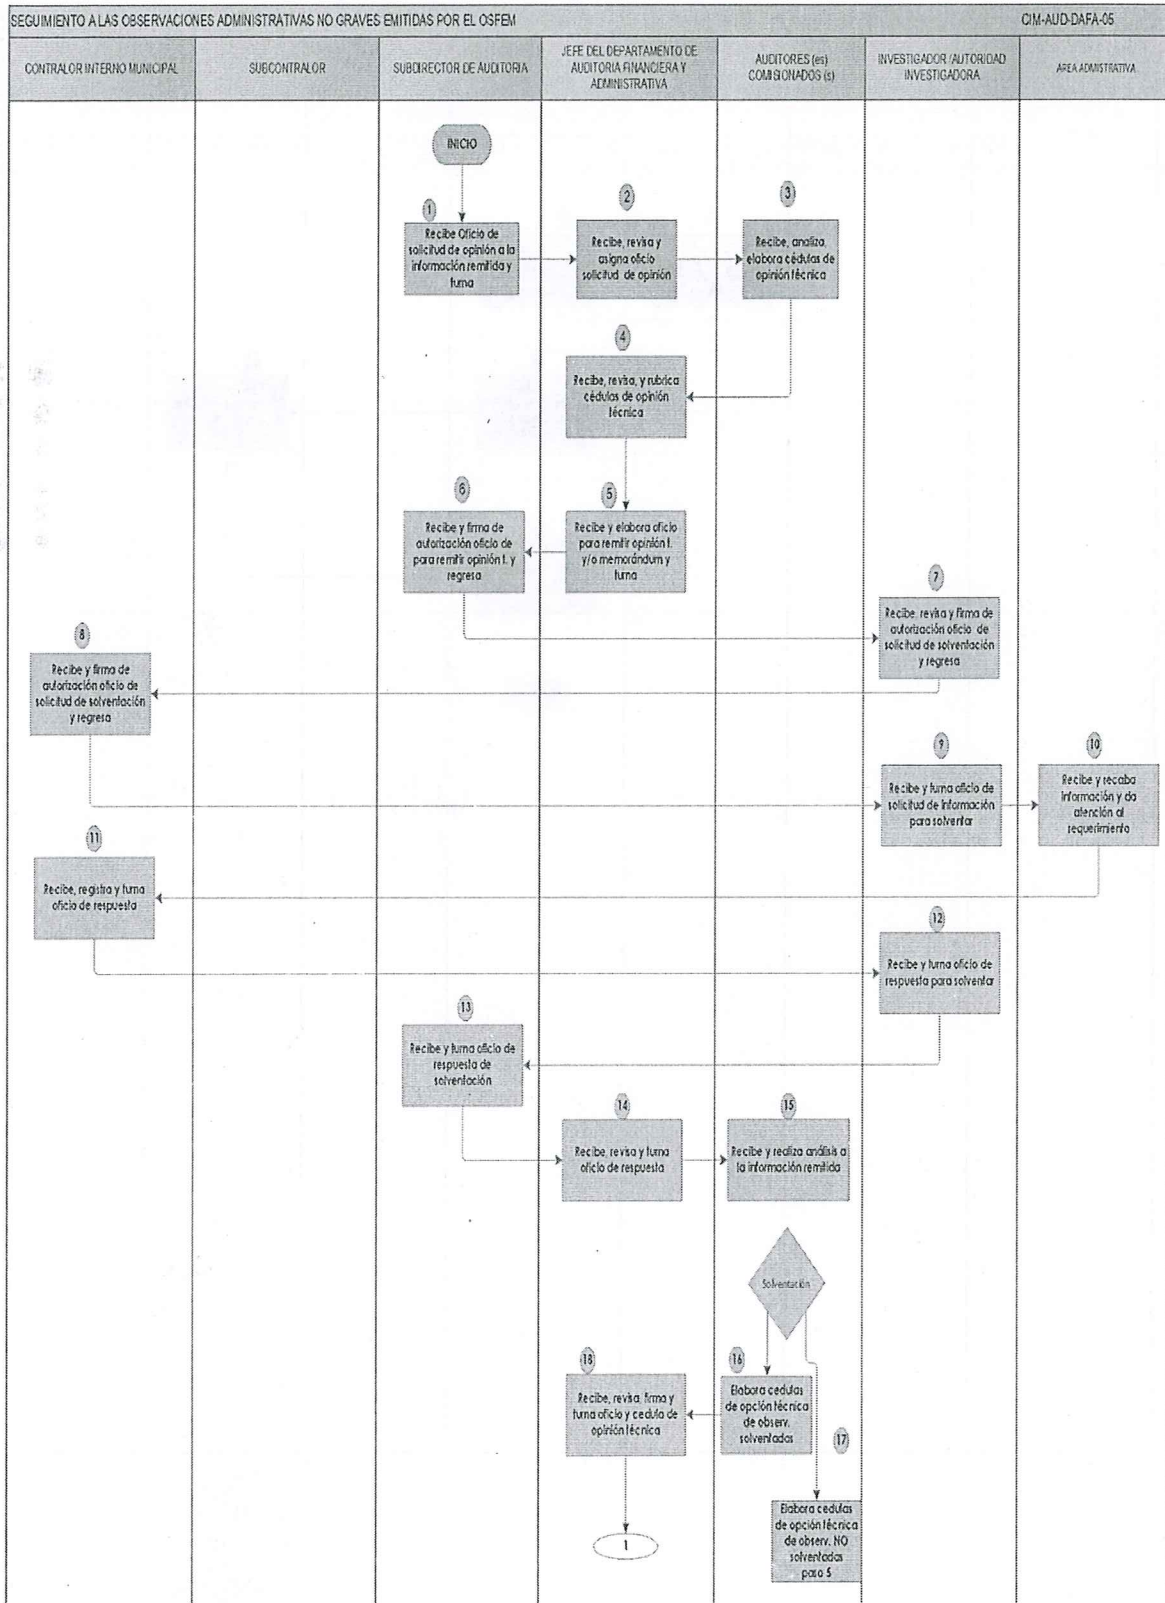 SEGUIMIENTO A LAS OBSERVACIONES ADMINISTRATIVAS NO GRAVES EMITIDAS POR EL OSFEM
CIM-AUD-DAFA-05
CONTRALOR INTERNO MUNICIPAL
SUBCONTRALOR
SUBDIRECTOR DE AUDITORIA
JEFE DEL DEPARTAMENTO DE
AUDITORIA FINANCIERA Y
ADMINISTRATIVA
AUDITORES (es)
COMISIONADOS (s)
INVESTIGADOR /AUTORIDAD
INVESTIGADORA
AREA ADMISTRATIVA
INICIO
1
Recibe Oficio de
solicitud de opinión a la
información remitida y
turna
2
Recibe, revisa y
asigna oficio
solicitud de opinión
3
Recibe, analiza,
elabora cédulas de
opinión técnica
4
Recibe, revisa, y rubrica
cédulas de opinión
técnica
5
Recibe y elabora oficio
para remitir opinión t.
y/o memorándum y
turna
6
Recibe y firma de
autorización oficio de
para remitir opinión t. y
regresa
7
Recibe, revisa y firma de
autorización oficio de
solicitud de solventación
y regresa
8
Recibe y firma de
autorización oficio de
solicitud de solventación
y regresa
9
Recibe y turna oficio de
solicitud de información
para solventar
10
Recibe y recaba
información y da
atención al
requerimiento
11
Recibe, registra y turna
oficio de respuesta
12
Recibe y turna oficio de
respuesta para solventar
13
Recibe y turna oficio de
respuesta de
solventación
14
Recibe, revisa y turna
oficio de respuesta
15
Recibe y realiza análisis a
la información remitida
Solventación
16
Elabora cedulas
de opción técnica
de observ.
solventadas
17
Elabora cedulas
de opción técnica
de observ. NO
solventadas
paso 5
18
Recibe, revisa, firma y
turna oficio y cedula de
opinión técnica
1